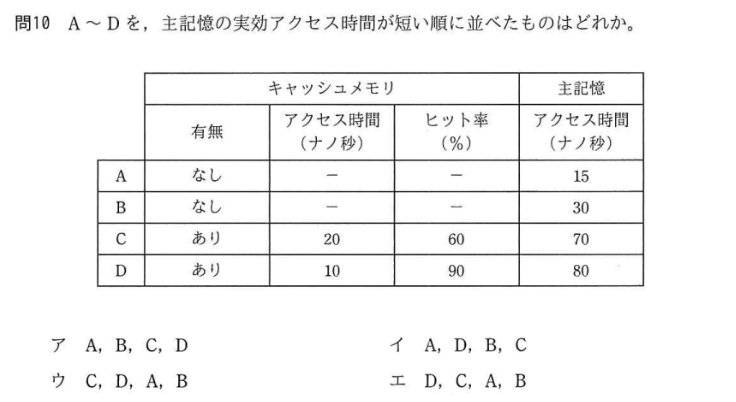 問10 A～Dを，主記憶の実効アクセス時間が短い順に並べたものはどれか。
キャッシュメモリ 主記憶
有無 アクセス時間（ナノ秒） ヒット率（％） アクセス時間（ナノ秒）
A なし － － 15
B なし － － 30
C あり 20 60 70
D あり 10 90 80
ア A，B，C，D イ A，D，B，C
ウ C，D，A，B エ D，C，A，B